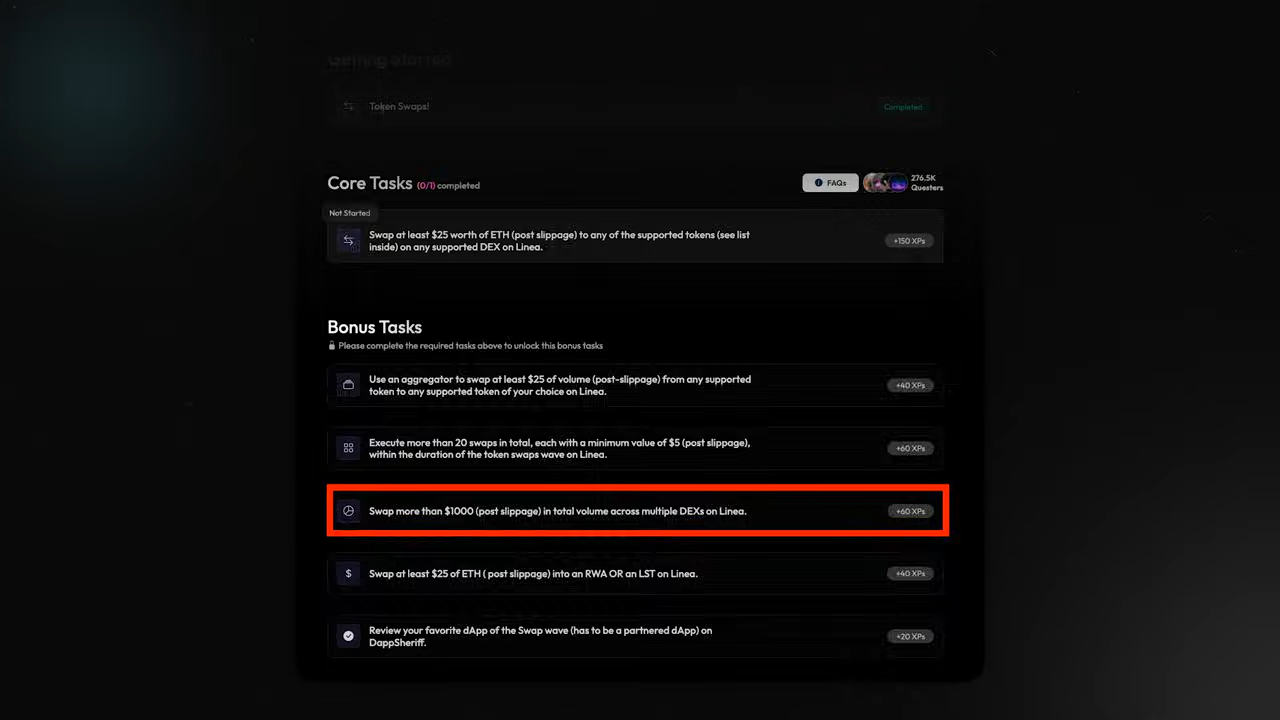 Getting Started
Token Swaps!
Completed
Core Tasks (0/1) completed
FAQs
276.5K
Questers
Not Started
Swap at least $25 worth of ETH (post slippage) to any of the supported tokens (see list
inside) on any supported DEX on Linea.
+150 XPs
Bonus Tasks
Please complete the required tasks above to unlock this bonus tasks
Use an aggregator to swap at least $25 of volume (post-slippage) from any supported
token to any supported token of your choice on Linea.
+40 XPs
Execute more than 20 swaps in total, each with a minimum value of $5 (post slippage),
within the duration of the token swaps wave on Linea.
+60 XPs
Swap more than $1000 (post slippage) in total volume across multiple DEXs on Linea.
+60 XPs
$ Swap at least $25 of ETH ( post slippage) into an RWA OR an LST on Linea.
+40 XPs
Review your favorite dApp of the Swap wave (has to be a partnered dApp) on
DappSheriff.
+20 XPs